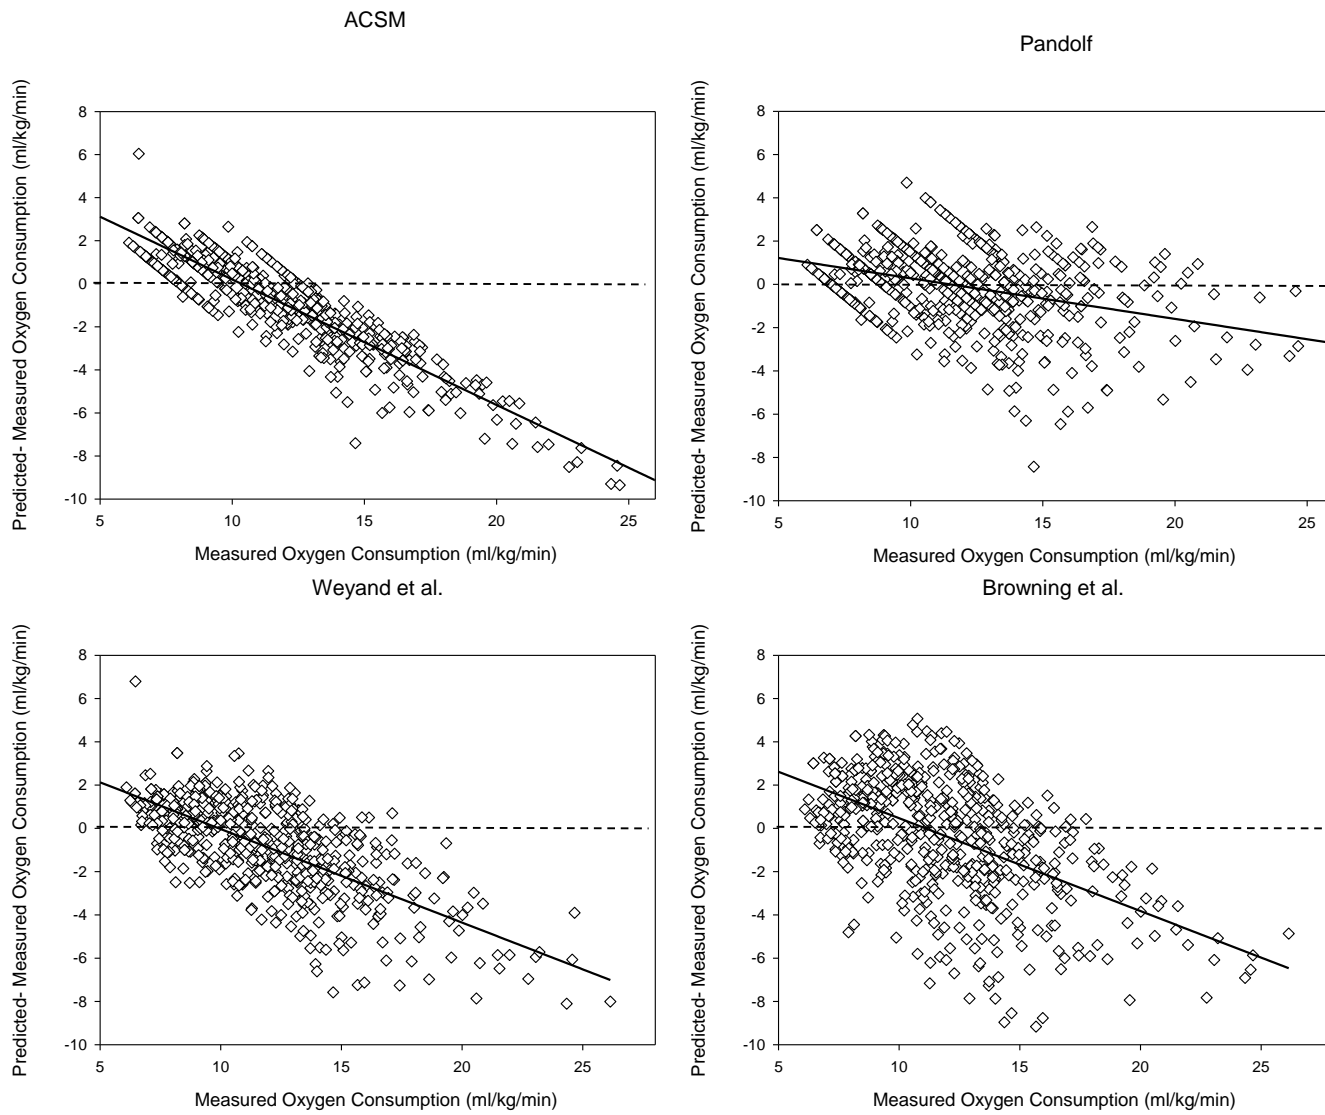 ACSM
Predicted- Measured Oxygen Consumption (ml/kg/min)
8
6
4
2
0
-2
-4
-6
-8
-10
5 10 15 20 25
Measured Oxygen Consumption (ml/kg/min)
Pandolf
Predicted- Measured Oxygen Consumption (ml/kg/min)
8
6
4
2
0
-2
-4
-6
-8
-10
5 10 15 20 25
Measured Oxygen Consumption (ml/kg/min)
Weyand et al.
Predicted- Measured Oxygen Consumption (ml/kg/min)
8
6
4
2
0
-2
-4
-6
-8
-10
5 10 15 20 25
Measured Oxygen Consumption (ml/kg/min)
Browning et al.
Predicted- Measured Oxygen Consumption (ml/kg/min)
8
6
4
2
0
-2
-4
-6
-8
-10
5 10 15 20 25
Measured Oxygen Consumption (ml/kg/min)